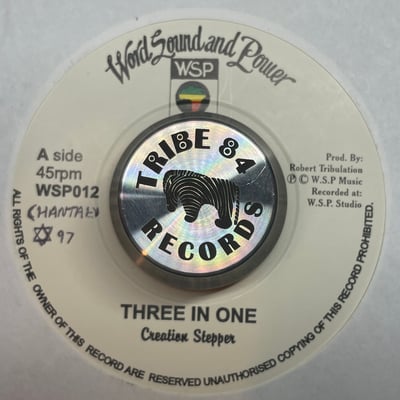 Word Sound and Power
WSP
A side
45rpm
WSP012
97
Prod. By:
Robert Tribulation
℗ © W.S.P Music
Recorded at:
W.S.P. Studio
TRIBE 84
RECORDS
THREE IN ONE
Creation Stepper
ALL RIGHTS OF THE OWNER OF THIS RECORD ARE RESERVED UNAUTHORISED COPYING OF THIS RECORD PROHIBITED.